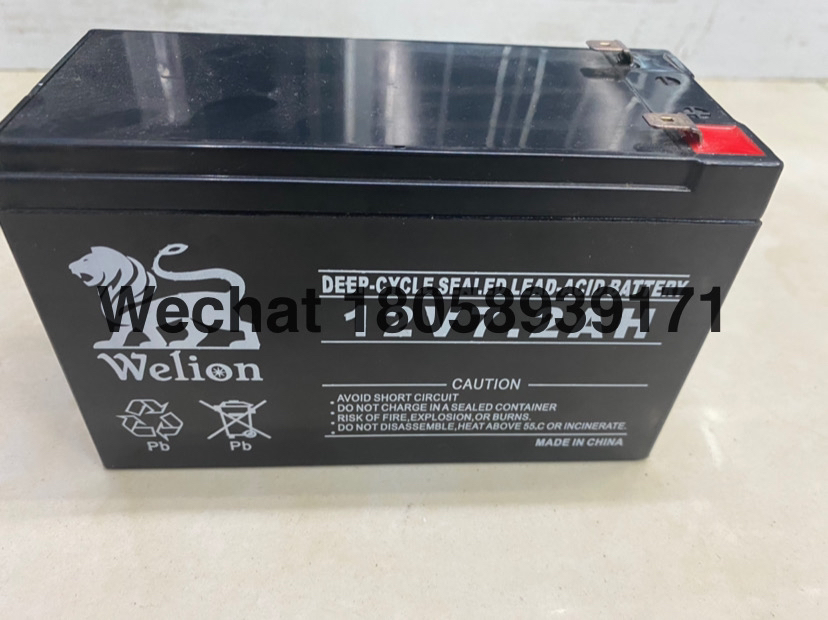 DEEP-CYCLE SEALED LEAD-ACID BATTERY
Wechat 18058939171
12V7.2AH
Welion
CAUTION
• AVOID SHORT CIRCUIT
• DO NOT CHARGE IN A SEALED CONTAINER
• RISK OF FIRE,EXPLOSION,OR BURNS.
• DO NOT DISASSEMBLE,HEAT ABOVE 55.C OR INCINERATE.
Pb
Pb
MADE IN CHINA